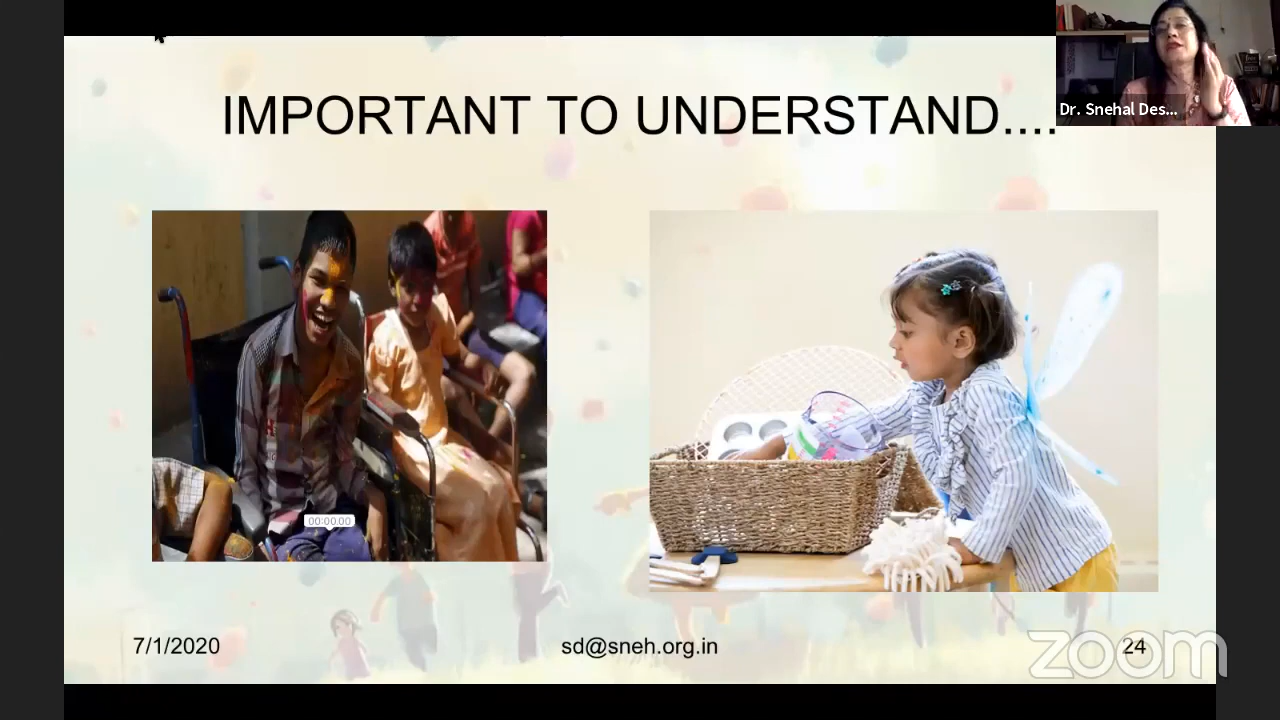 IMPORTANT TO UNDERSTAND....
Dr. Snehal Des...
00:00.00
7/1/2020
sd@sneh.org.in
24
zoom